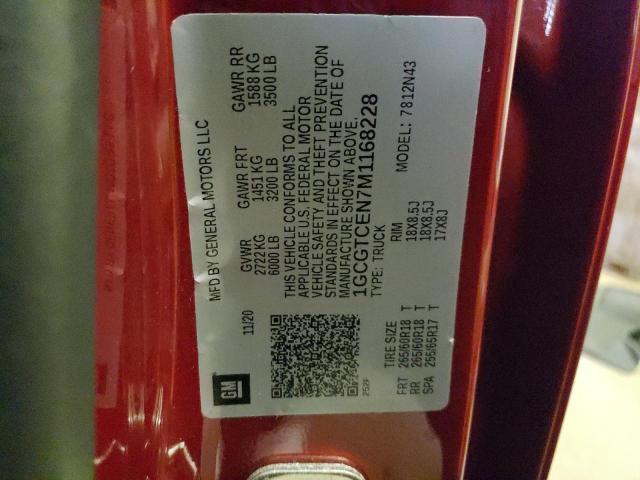 GM
MFD BY GENERAL MOTORS LLC
11/20
GVWR GAWR FRT GAWR RR
2722 KG 1451 KG 1588 KG
6000 LB 3200 LB 3500 LB
THIS VEHICLE CONFORMS TO ALL
APPLICABLE U.S. FEDERAL MOTOR
VEHICLE SAFETY AND THEFT PREVENTION
STANDARDS IN EFFECT ON THE DATE OF
MANUFACTURE SHOWN ABOVE.
1GCGTCEN7M1168228
TYPE: TRUCK
MODEL: 7812N43
TIRE SIZE RIM
FRT 265/60R18 T 18X8.5J
RR 265/60R18 T 18X8.5J
SPA 255/65R17 T 17X8J